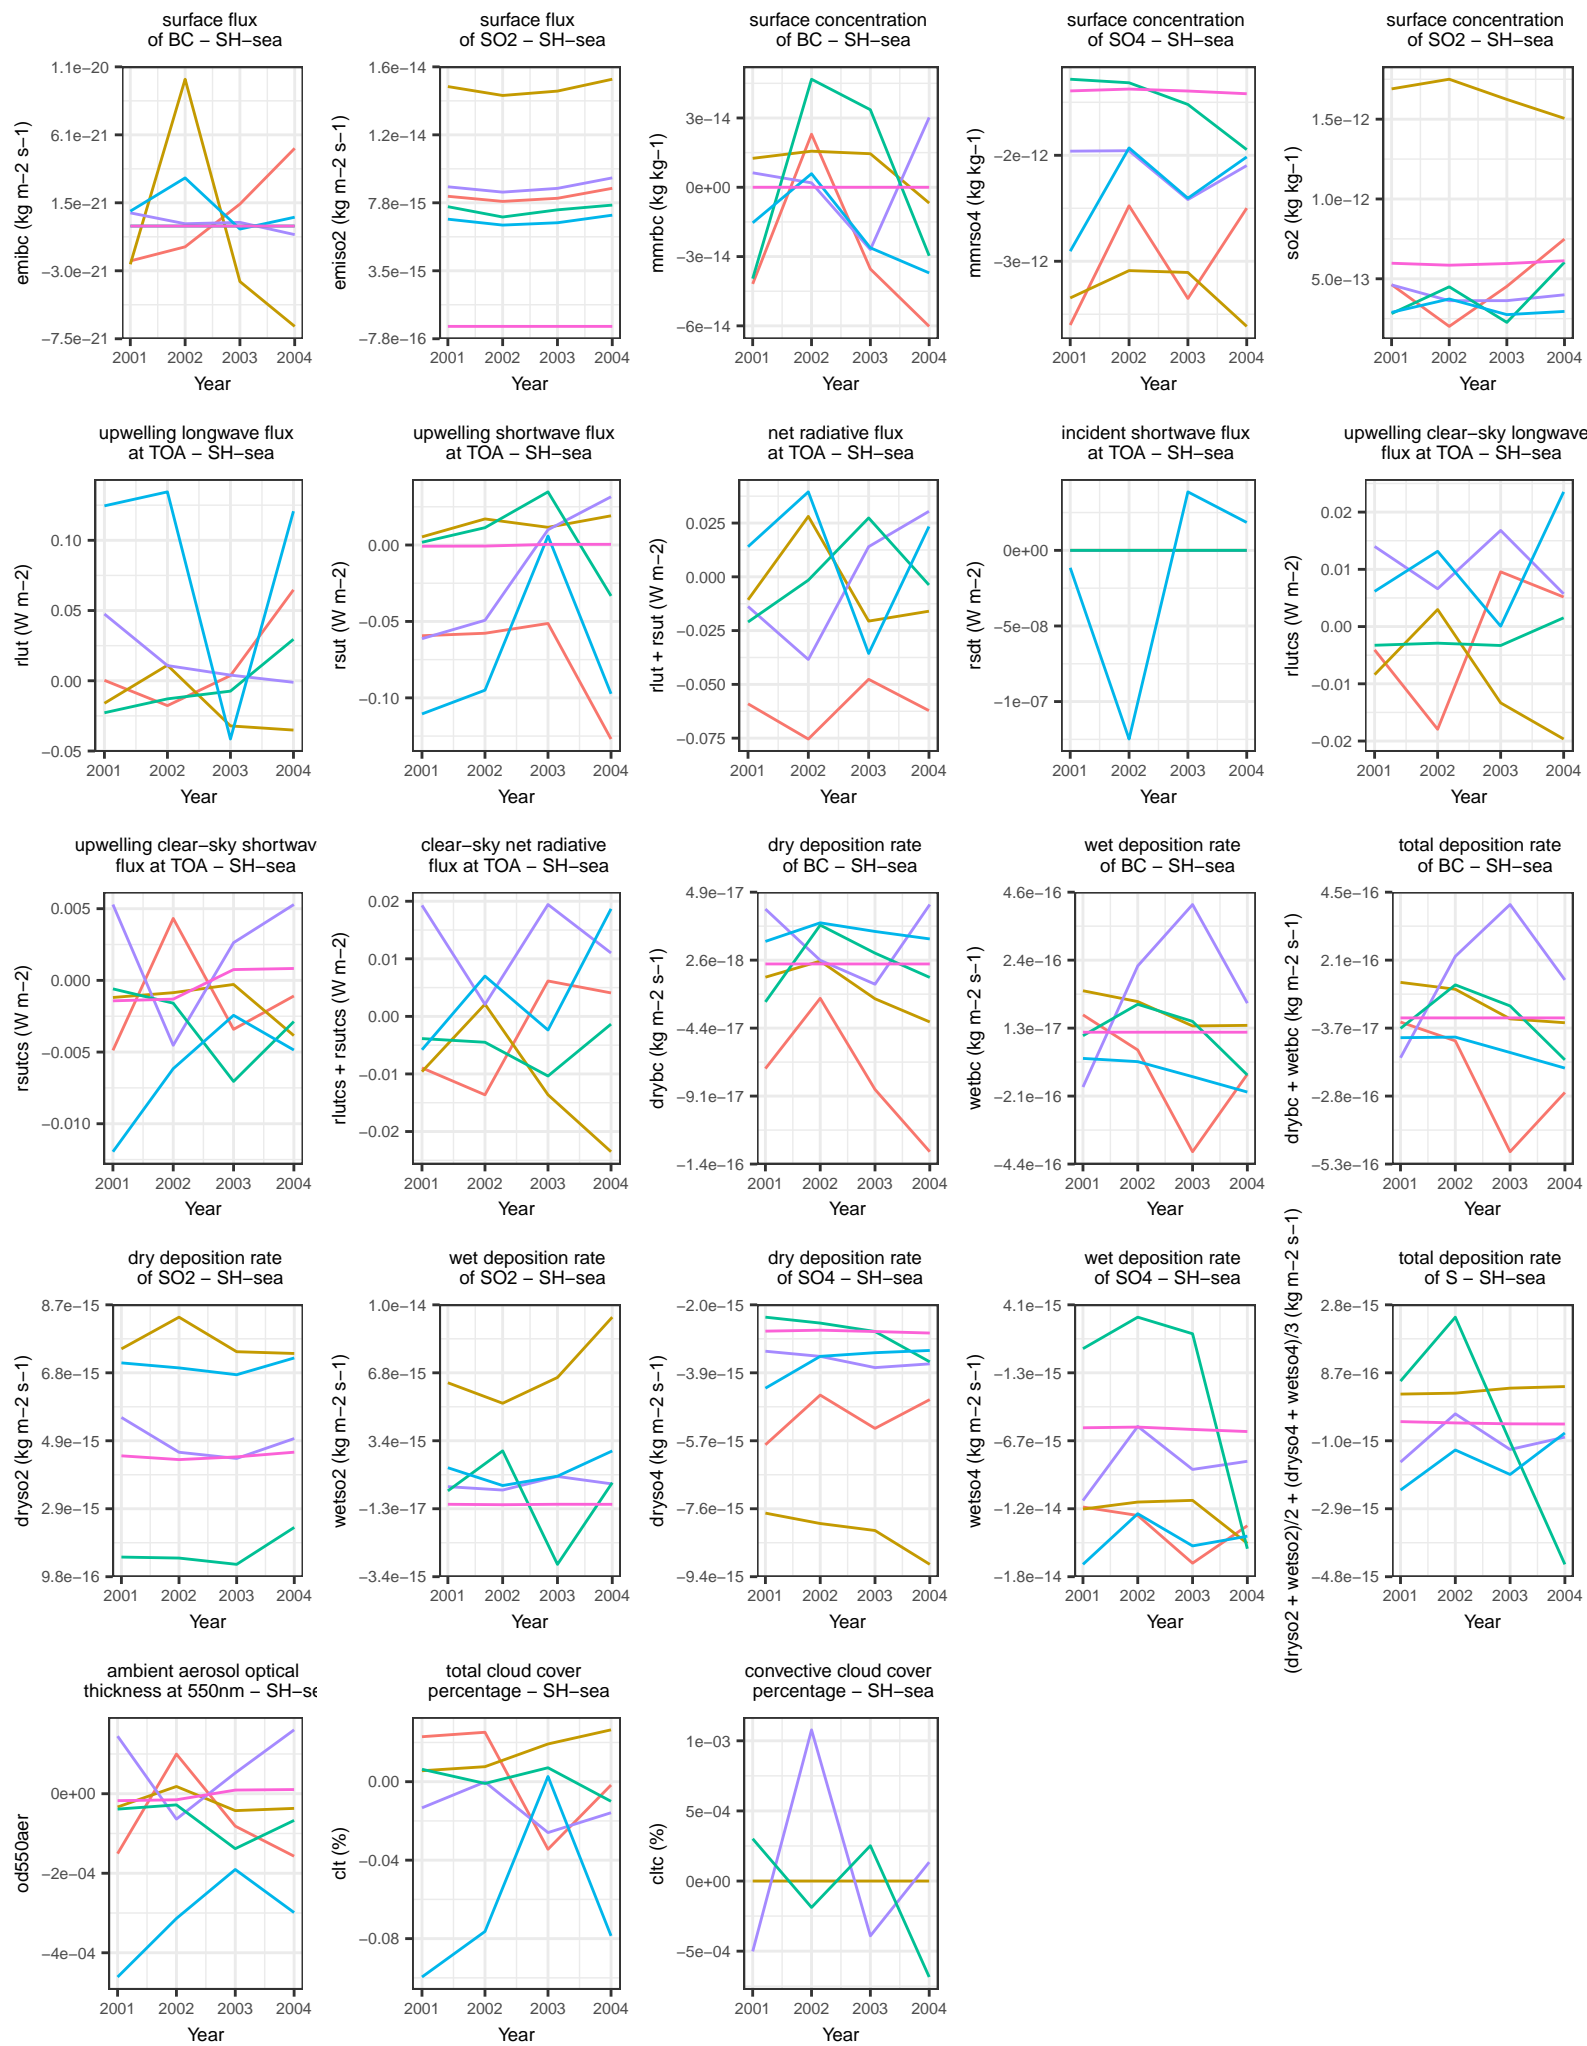 surface flux
of BC − SH−sea
surface flux
of SO2 − SH−sea
surface concentration
of BC − SH−sea
surface concentration
of SO4 − SH−sea
surface concentration
of SO2 − SH−sea
emibc (kg m−2 s−1)
1.1e−20
6.1e−21
1.5e−21
−3.0e−21
−7.5e−21
2001 2002 2003 2004
Year
emiso2 (kg m−2 s−1)
1.6e−14
1.2e−14
7.8e−15
3.5e−15
−7.8e−16
2001 2002 2003 2004
Year
mmrbc (kg kg−1)
3e−14
0e+00
−3e−14
−6e−14
2001 2002 2003 2004
Year
mmrso4 (kg kg−1)
−2e−12
−3e−12
2001 2002 2003 2004
Year
so2 (kg kg−1)
1.5e−12
1.0e−12
5.0e−13
2001 2002 2003 2004
Year
upwelling longwave flux
at TOA − SH−sea
upwelling shortwave flux
at TOA − SH−sea
net radiative flux
at TOA − SH−sea
incident shortwave flux
at TOA − SH−sea
upwelling clear−sky longwave
flux at TOA − SH−sea
rlut (W m−2)
0.10
0.05
0.00
−0.05
2001 2002 2003 2004
Year
rsut (W m−2)
0.00
−0.05
−0.10
2001 2002 2003 2004
Year
rlut + rsut (W m−2)
0.025
0.000
−0.025
−0.050
−0.075
2001 2002 2003 2004
Year
rsdt (W m−2)
0e+00
−5e−08
−1e−07
2001 2002 2003 2004
Year
rlutcs (W m−2)
0.02
0.01
0.00
−0.01
−0.02
2001 2002 2003 2004
Year
upwelling clear−sky shortwav
flux at TOA − SH−sea
clear−sky net radiative
flux at TOA − SH−sea
dry deposition rate
of BC − SH−sea
wet deposition rate
of BC − SH−sea
total deposition rate
of BC − SH−sea
rsutcs (W m−2)
0.005
0.000
−0.005
−0.010
2001 2002 2003 2004
Year
rlutcs + rsutcs (W m−2)
0.02
0.01
0.00
−0.01
−0.02
2001 2002 2003 2004
Year
drybc (kg m−2 s−1)
4.9e−17
2.6e−18
−4.4e−17
−9.1e−17
−1.4e−16
2001 2002 2003 2004
Year
wetbc (kg m−2 s−1)
4.6e−16
2.4e−16
1.3e−17
−2.1e−16
−4.4e−16
2001 2002 2003 2004
Year
drybc + wetbc (kg m−2 s−1)
4.5e−16
2.1e−16
−3.7e−17
−2.8e−16
−5.3e−16
2001 2002 2003 2004
Year
dry deposition rate
of SO2 − SH−sea
wet deposition rate
of SO2 − SH−sea
dry deposition rate
of SO4 − SH−sea
wet deposition rate
of SO4 − SH−sea
total deposition rate
of S − SH−sea
dryso2 (kg m−2 s−1)
8.7e−15
6.8e−15
4.9e−15
2.9e−15
9.8e−16
2001 2002 2003 2004
Year
wetso2 (kg m−2 s−1)
1.0e−14
6.8e−15
3.4e−15
−1.3e−17
−3.4e−15
2001 2002 2003 2004
Year
dryso4 (kg m−2 s−1)
−2.0e−15
−3.9e−15
−5.7e−15
−7.6e−15
−9.4e−15
2001 2002 2003 2004
Year
wetso4 (kg m−2 s−1)
4.1e−15
−1.3e−15
−6.7e−15
−1.2e−14
−1.8e−14
2001 2002 2003 2004
Year
(dryso2 + wetso2)/2 + (dryso4 + wetso4)/3 (kg m−2 s−1)
2.8e−15
8.7e−16
−1.0e−15
−2.9e−15
−4.8e−15
2001 2002 2003 2004
Year
ambient aerosol optical
thickness at 550nm − SH−se
total cloud cover
percentage − SH−sea
convective cloud cover
percentage − SH−sea
od550aer
0e+00
−2e−04
−4e−04
2001 2002 2003 2004
Year
clt (%)
0.00
−0.04
−0.08
2001 2002 2003 2004
Year
cltc (%)
1e−03
5e−04
0e+00
−5e−04
2001 2002 2003 2004
Year